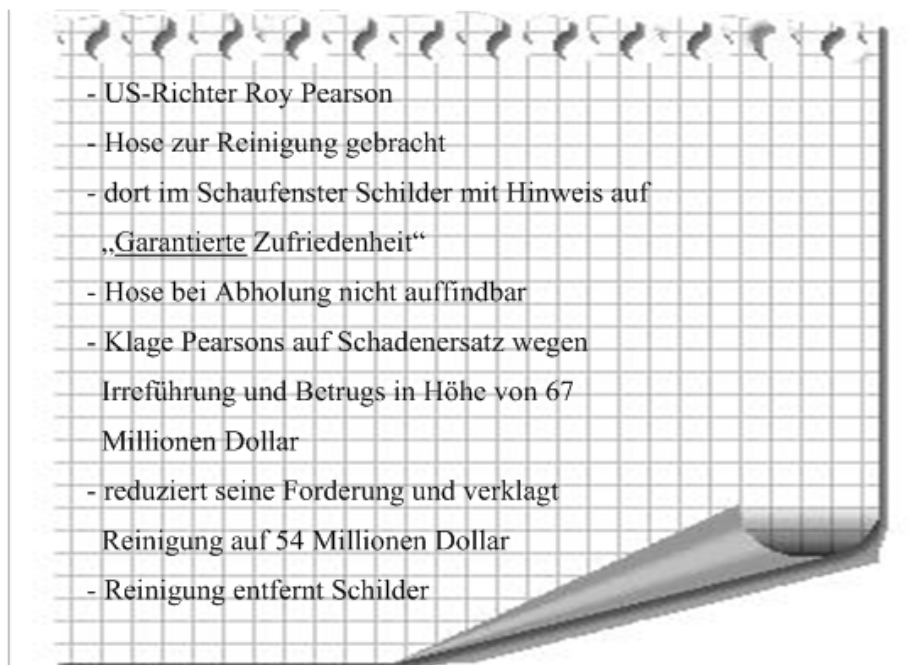 - US-Richter Roy Pearson
- Hose zur Reinigung gebracht
- dort im Schaufenster Schilder mit Hinweis auf
„Garantierte Zufriedenheit“
- Hose bei Abholung nicht auffindbar
- Klage Pearsons auf Schadenersatz wegen
Irreführung und Betrugs in Höhe von 67
Millionen Dollar
- reduziert seine Forderung und verklagt
Reinigung auf 54 Millionen Dollar
- Reinigung entfernt Schilder